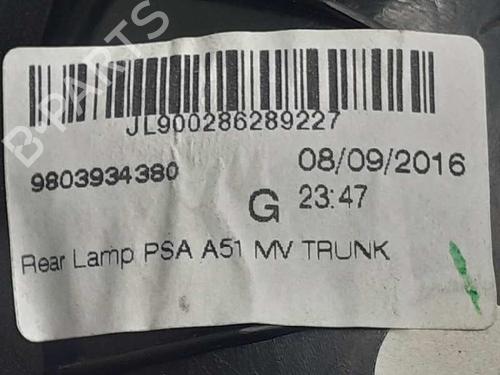 JL900286289227
9803934380
08/09/2016
G
23:47
Rear Lamp PSA A51 MV TRUNK
B-PARTS